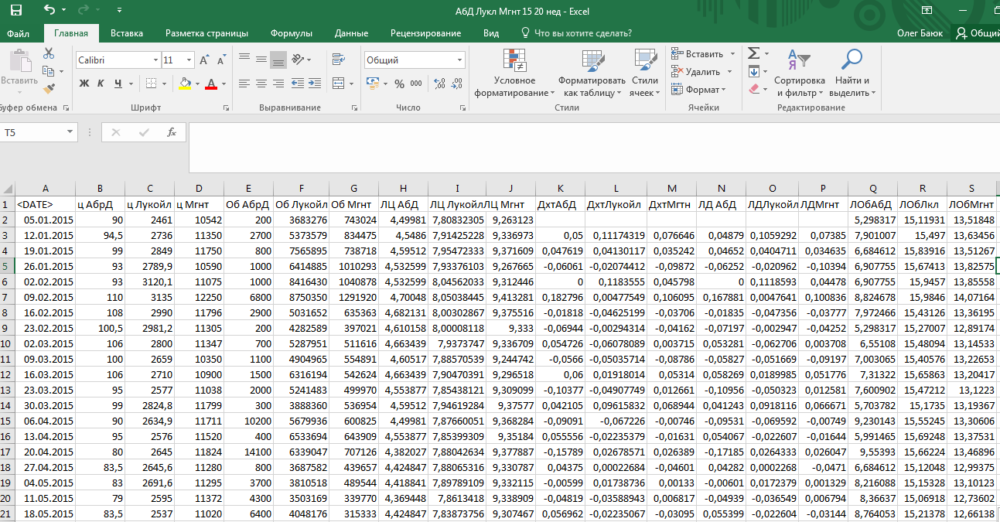 АбД Лукл Мгнт 15 20 нед - Excel
Файл Главная Вставка Разметка страницы Формулы Данные Рецензирование Вид Что вы хотите сделать? Олег Баюк Общий
Вставить Calibri 11 Общий Условное форматирование Форматировать как таблицу Стили ячеек Вставить Удалить Формат Сортировка и фильтр Найти и выделить
Ж К Ч % 000
буфер обмена Шрифт Выравнивание Число Стили Ячейки Редактирование
T5 fx
A B C D E F G H I J K L M N O P Q R S
1 <DATE> ц АбрД ц Лукойл ц Мгнт Об АбрД Об Лукойл Об Мгнт ЛЦ АбД ЛЦ Лукойл ЛЦ Мгнт ДхтАбД ДхтЛукойл ДхтМгтн ЛД АбД ЛДЛукойл ЛДМгнт ЛОбАбД ЛОбЛкл ЛОбМгнт
2 05.01.2015 90 2461 10542 200 3683276 743024 4,49981 7,80832305 9,263123 5,298317 15,11931 13,51848
3 12.01.2015 94,5 2736 11350 2700 5373579 834475 4,5486 7,91425228 9,336973 0,05 0,11174319 0,076646 0,04879 0,1059292 0,07385 7,901007 15,497 13,63456
4 19.01.2015 99 2849 11750 800 7565895 738718 4,59512 7,95472333 9,371609 0,047619 0,04130117 0,035242 0,04652 0,0404711 0,034635 6,684612 15,83916 13,51267
5 26.01.2015 93 2789,9 10590 1000 6414885 1010293 4,532599 7,93376103 9,267665 -0,06061 -0,02074412 -0,09872 -0,06252 -0,020962 -0,10394 6,907755 15,67413 13,82575
6 02.02.2015 93 3120,1 11075 1000 8416430 1040878 4,532599 8,04562033 9,312446 0 0,1183555 0,045798 0 0,1118593 0,04478 6,907755 15,9457 13,85558
7 09.02.2015 110 3135 12250 6800 8750350 1291920 4,70048 8,05038445 9,413281 0,182796 0,00477549 0,106095 0,167881 0,0047641 0,100836 8,824678 15,9846 14,07164
8 16.02.2015 108 2990 11796 2900 5031652 635363 4,682131 8,00302867 9,375516 -0,01818 -0,04625199 -0,03706 -0,01835 -0,047356 -0,03777 7,972466 15,43126 13,36195
9 23.02.2015 100,5 2981,2 11305 200 4282589 397021 4,610158 8,00008118 9,333 -0,06944 -0,00294314 -0,04162 -0,07197 -0,002947 -0,04252 5,298317 15,27007 12,89174
10 02.03.2015 106 2800 11347 700 5287951 511616 4,663439 7,9373747 9,336709 0,054726 -0,06078089 0,003715 0,053281 -0,062706 0,003708 6,55108 15,48094 13,14533
11 09.03.2015 100 2659 10350 1100 4904965 554891 4,60517 7,88570539 9,244742 -0,0566 -0,05035714 -0,08786 -0,05827 -0,051669 -0,09197 7,003065 15,40576 13,22653
12 16.03.2015 106 2710 10900 1500 6316194 542624 4,663439 7,90470391 9,296518 0,06 0,01918014 0,05314 0,058269 0,0189985 0,051776 7,31322 15,65863 13,20417
13 23.03.2015 95 2577 11038 2000 5241483 499970 4,553877 7,85438121 9,309099 -0,10377 -0,04907749 0,012661 -0,10956 -0,050323 0,012581 7,600902 15,47212 13,1223
14 30.03.2015 99 2824,8 11799 300 3888360 536954 4,59512 7,94619284 9,37577 0,042105 0,09615832 0,068944 0,041243 0,0918116 0,066671 5,703782 15,1735 13,19367
15 06.04.2015 90 2634,9 11711 10200 5679936 600825 4,49981 7,87660051 9,368284 -0,09091 -0,067226 -0,00746 -0,09531 -0,069592 -0,00749 9,230143 15,55245 13,30606
16 13.04.2015 95 2576 11520 400 6533694 643909 4,553877 7,85399309 9,35184 0,055556 -0,02235379 -0,01631 0,054067 -0,022607 -0,01644 5,991465 15,69248 13,37531
17 20.04.2015 80 2645 11824 14100 6339047 707126 4,382027 7,88042634 9,377887 -0,15789 0,02678571 0,026389 -0,17185 0,0264333 0,026047 9,55393 15,66224 13,46896
18 27.04.2015 83,5 2645,6 11280 800 3687582 439657 4,424847 7,88065316 9,330787 0,04375 0,00022684 -0,04601 0,04282 0,0002268 -0,0471 6,684612 15,12048 12,99375
19 04.05.2015 83 2691,6 11295 3700 3810518 489544 4,418841 7,89789109 9,332115 -0,00599 0,01738736 0,00133 -0,00601 0,0172379 0,001329 8,216088 15,15328 13,10123
20 11.05.2015 79 2595 11372 4300 3503169 339770 4,369448 7,8613418 9,338909 -0,04819 -0,03588943 0,006817 -0,04939 -0,036549 0,006794 8,36637 15,06918 12,73602
21 18.05.2015 83,5 2537 11020 6400 4048176 315333 4,424847 7,83873756 9,307467 0,056962 -0,02235067 -0,03095 0,055399 -0,022604 -0,03144 8,764053 15,21378 12,66138